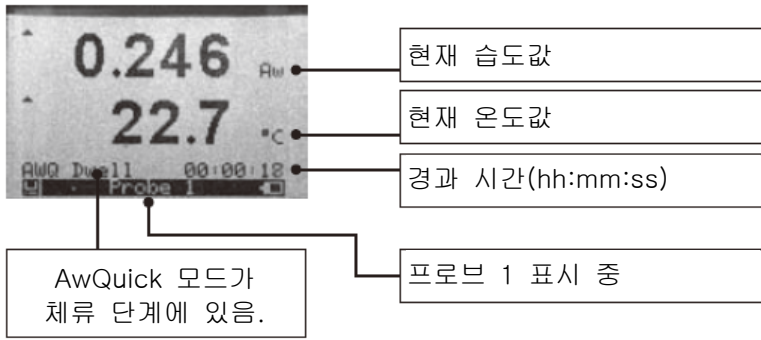 0.246 Aw
현재 습도값
22.7 °C
현재 온도값
AWQ Dwell 00:00:18
경과 시간(hh:mm:ss)
Probe 1
프로브 1 표시 중
AwQuick 모드가
체류 단계에 있음.